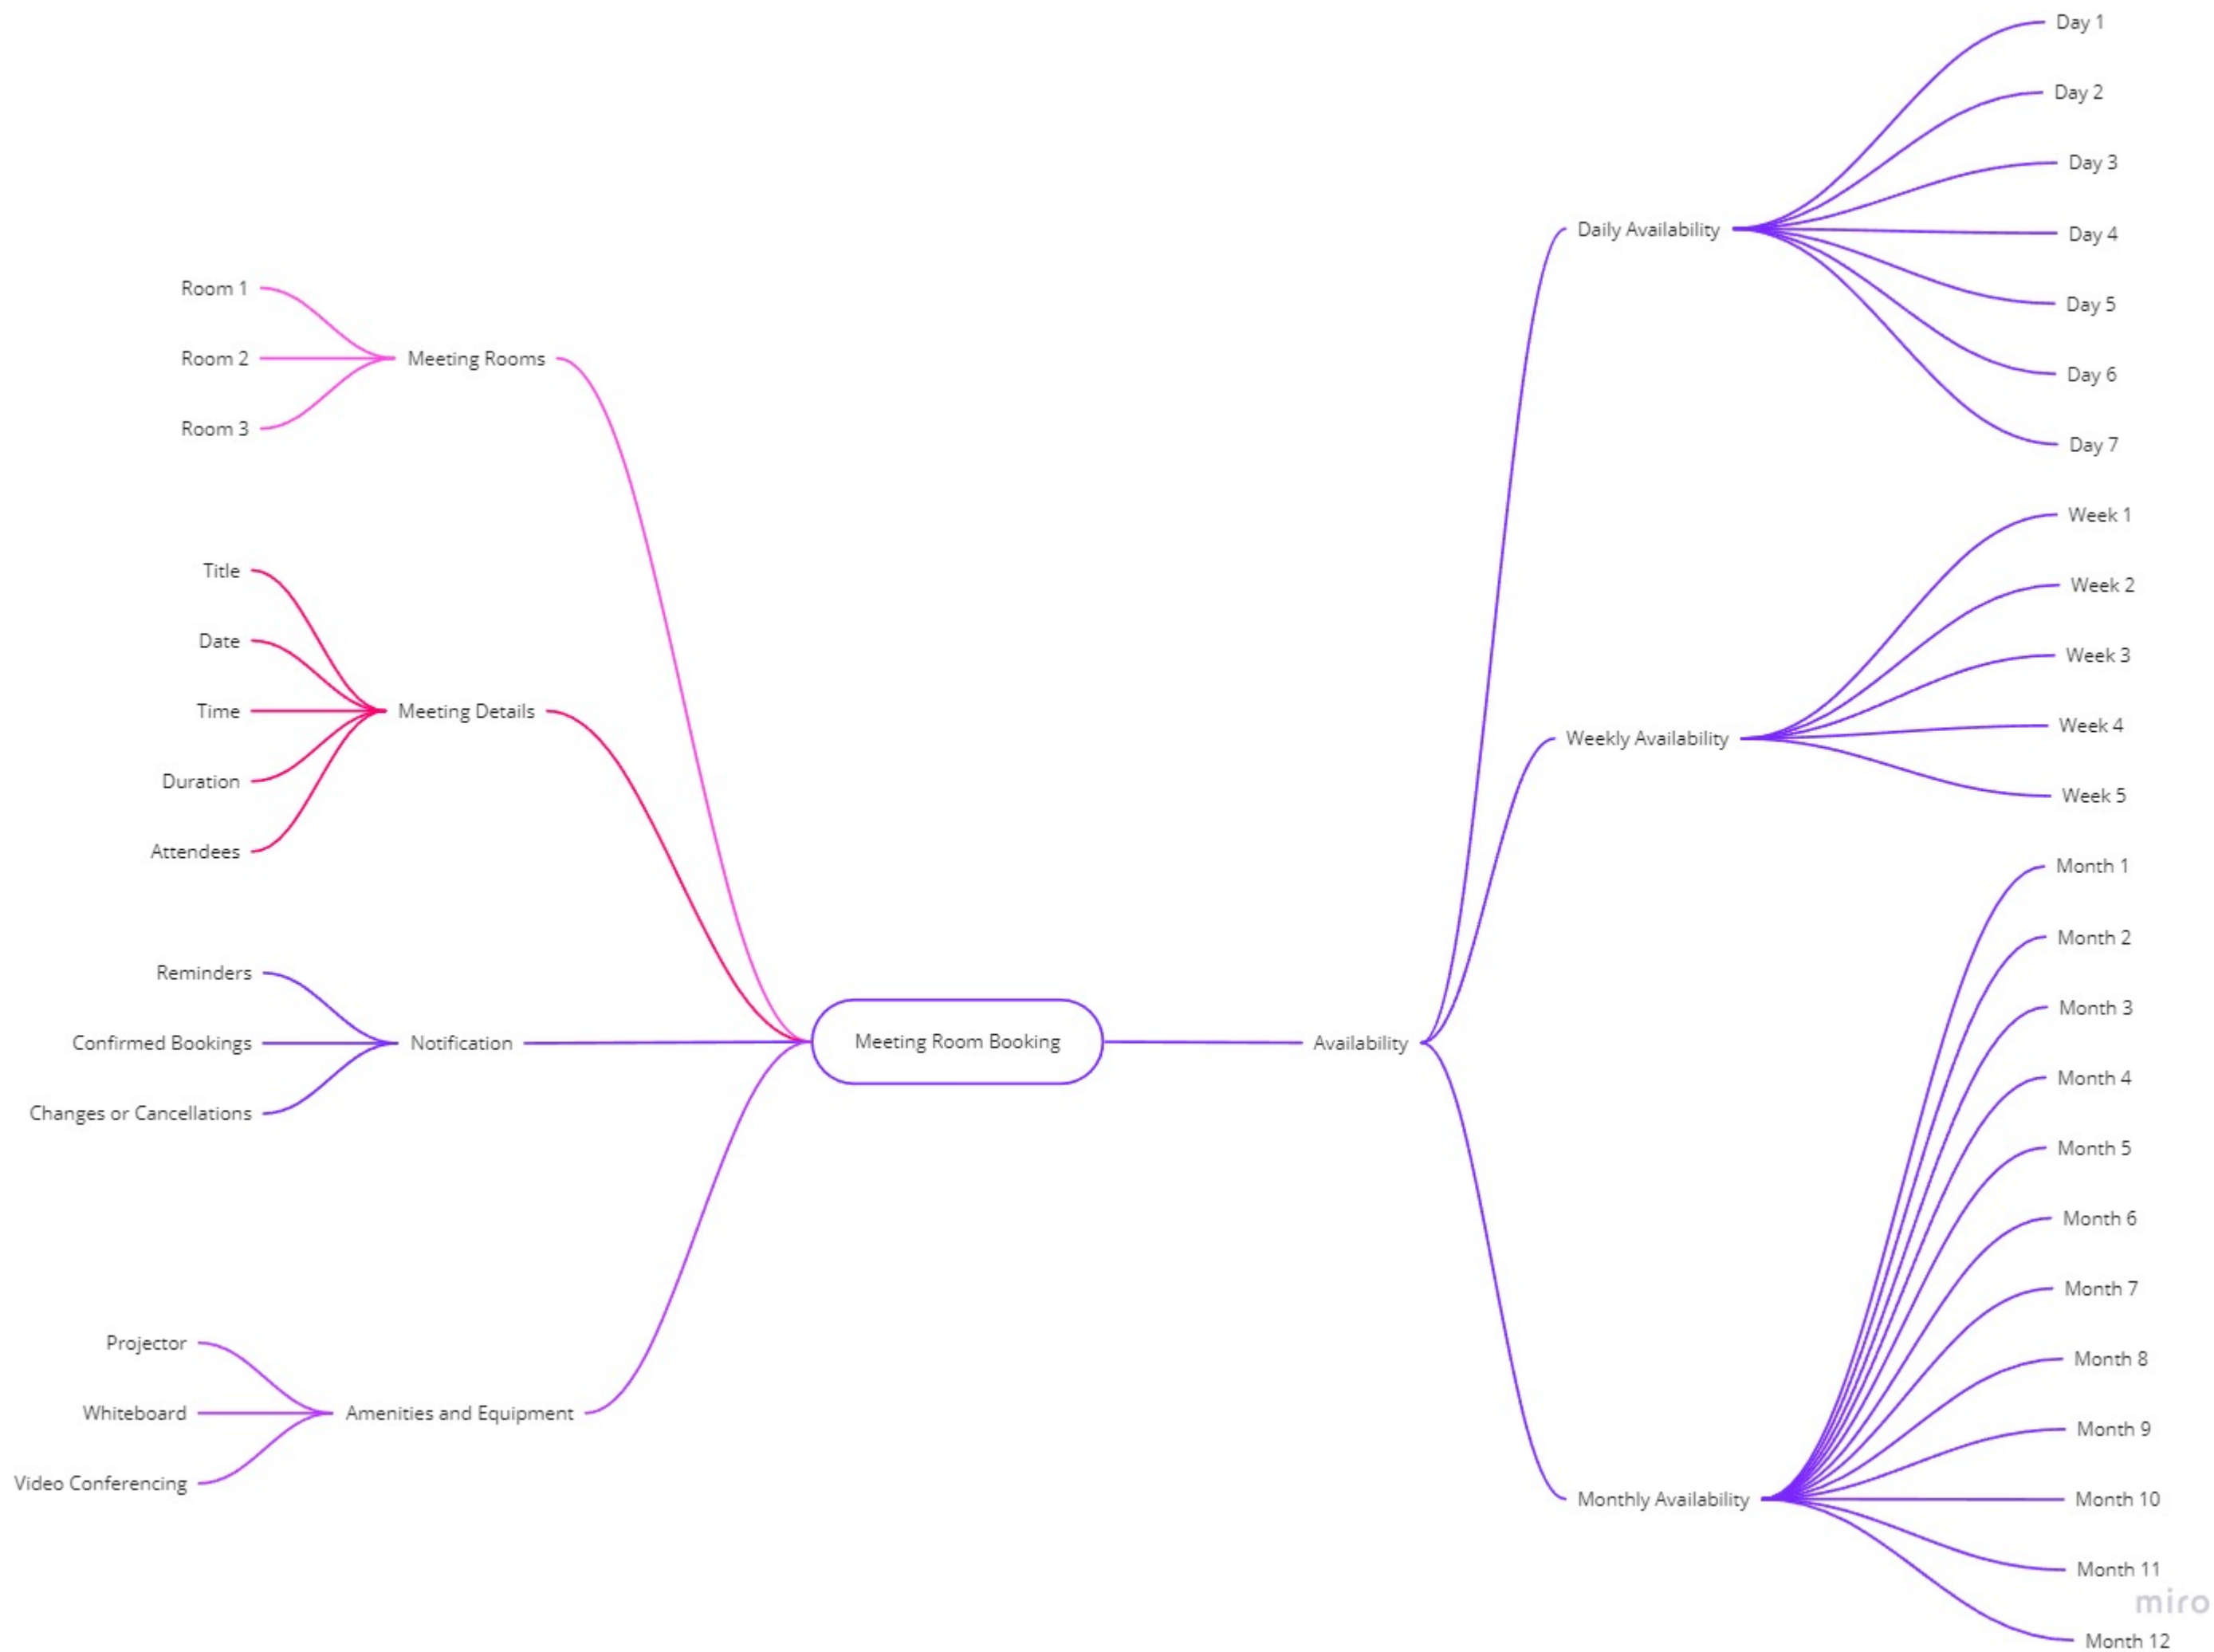 Room 1
Room 2
Room 3
Meeting Rooms
Title
Date
Time
Duration
Attendees
Meeting Details
Reminders
Confirmed Bookings
Changes or Cancellations
Notification
Projector
Whiteboard
Video Conferencing
Amenities and Equipment
Meeting Room Booking
Availability
Daily Availability
Day 1
Day 2
Day 3
Day 4
Day 5
Day 6
Day 7
Weekly Availability
Week 1
Week 2
Week 3
Week 4
Week 5
Monthly Availability
Month 1
Month 2
Month 3
Month 4
Month 5
Month 6
Month 7
Month 8
Month 9
Month 10
Month 11
Month 12
miro